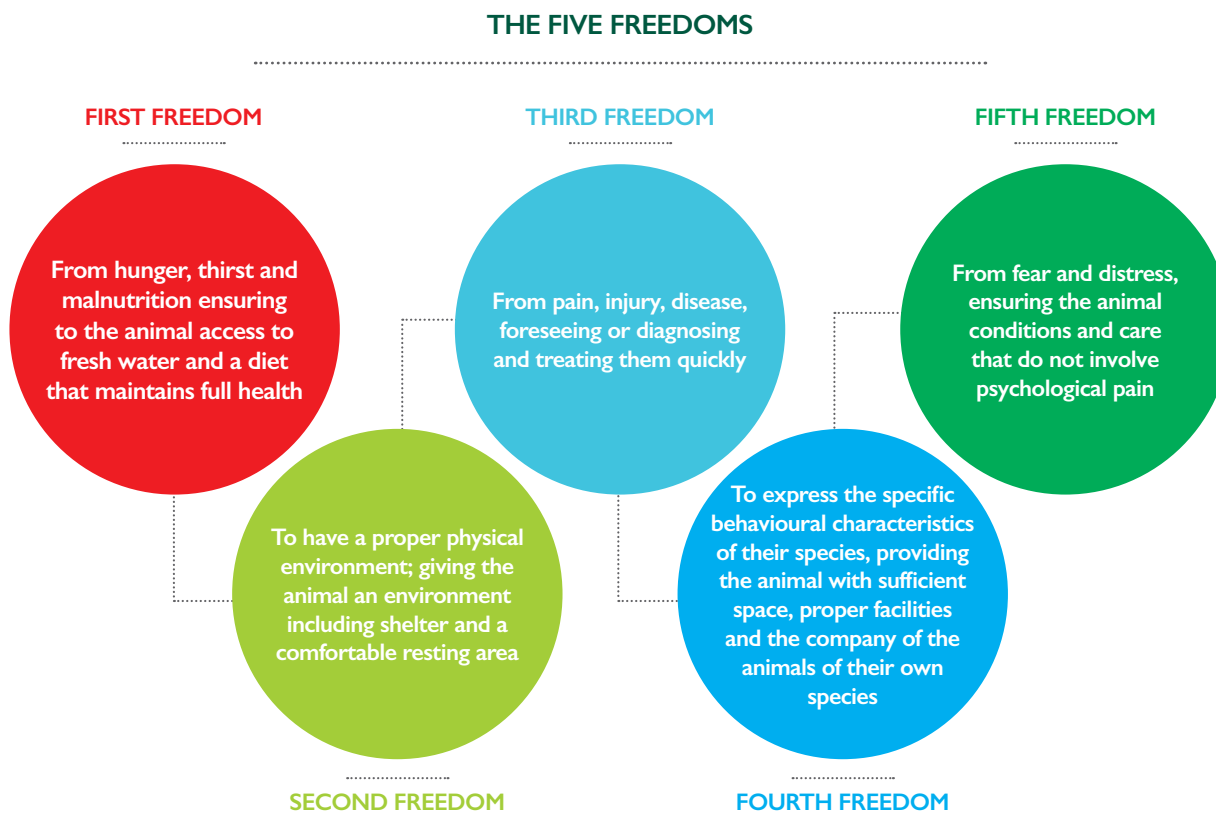 THE FIVE FREEDOMS
FIRST FREEDOM
From hunger, thirst and
malnutrition ensuring
to the animal access to
fresh water and a diet
that maintains full health
To have a proper physical
environment; giving the
animal an environment
including shelter and a
comfortable resting area
SECOND FREEDOM
THIRD FREEDOM
From pain, injury, disease,
foreseeing or diagnosing
and treating them quickly
To express the specific
behavioural characteristics
of their species, providing
the animal with sufficient
space, proper facilities
and the company of the
animals of their own
species
FOURTH FREEDOM
FIFTH FREEDOM
From fear and distress,
ensuring the animal
conditions and care
that do not involve
psychological pain